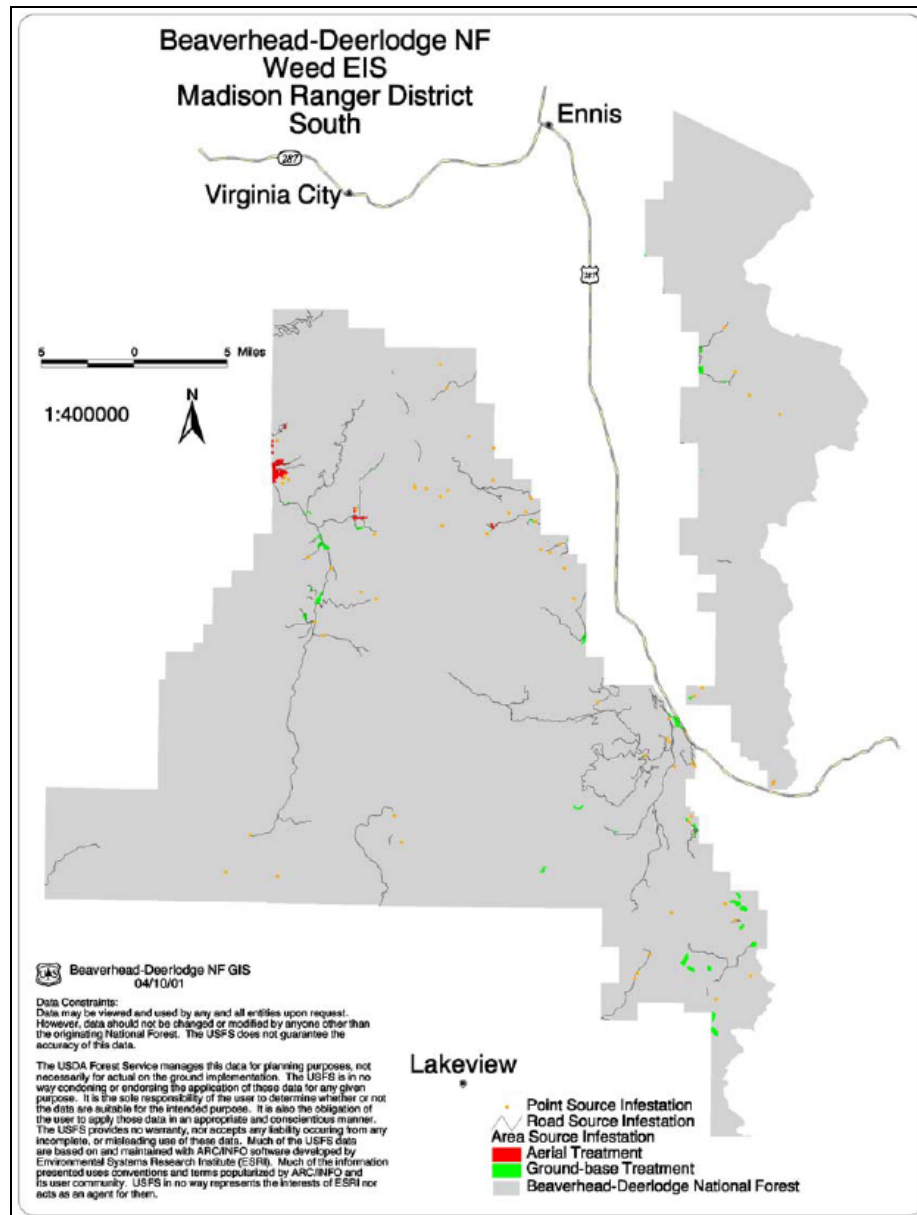 Beaverhead-Deerlodge NF
Weed EIS
Madison Ranger District
South
Ennis
287
Virginia City
287
5 0 5 Miles
1:400000
N
Beaverhead-Deerlodge NF GIS
04/10/01
Data Constraints:
Data may be viewed and used by any and all entities upon request.
However, data should not be changed or modified by anyone other than
the originating National Forest. The USFS does not guarantee the
accuracy of this data.
The USDA Forest Service manages this data for planning purposes, not
necessarily for actual on the ground implementation. The USFS is in no
way condoning or endorsing the application of these data for any given
purpose. It is the sole responsibility of the user to determine whether or not
the data are suitable for the intended purpose. It is also the obligation of
the user to apply those data in an appropriate and conscientious manner.
The USFS provides no warranty, nor accepts any liability occuring from any
incomplete, or misleading use of these data. Much of the USFS data
are based on and maintained with ARC/INFO software developed by
Environmental Systems Research Institute (ESRI). Much of the information
presented uses conventions and terms popularized by ARC/INFO and
its user community. USFS in no way represents the interests of ESRI nor
acts as an agent for them.
Lakeview
Point Source Infestation
Road Source Infestation
Area Source Infestation
Aerial Treatment
Ground-base Treatment
Beaverhead-Deerlodge National Forest